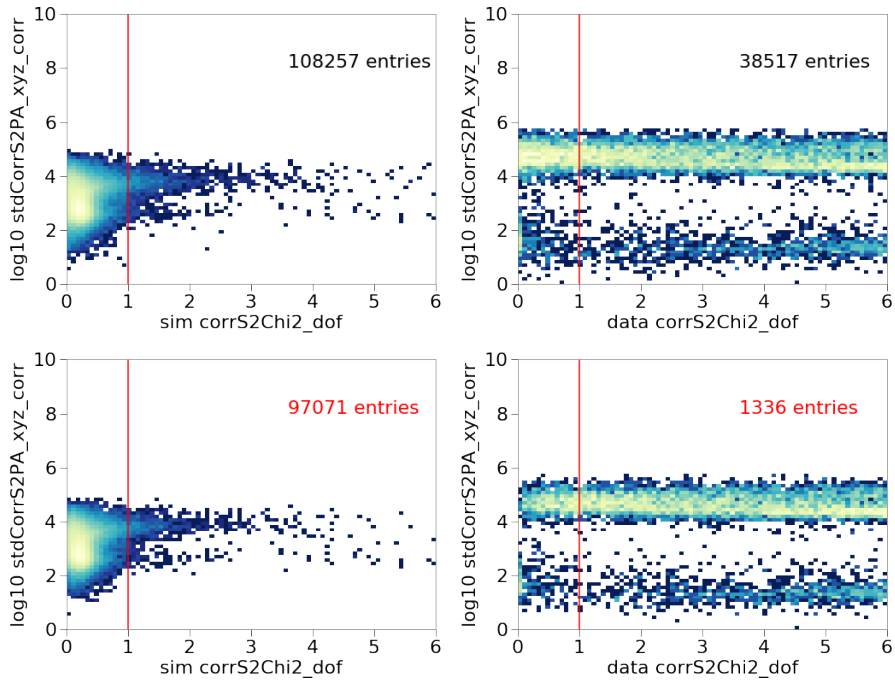 10
8
6
4
2
0
log10 stdCorrS2PA_xyz_corr
108257 entries
0 1 2 3 4 5 6
sim corrS2Chi2_dof
10
8
6
4
2
0
log10 stdCorrS2PA_xyz_corr
38517 entries
0 1 2 3 4 5 6
data corrS2Chi2_dof
10
8
6
4
2
0
log10 stdCorrS2PA_xyz_corr
97071 entries
0 1 2 3 4 5 6
sim corrS2Chi2_dof
10
8
6
4
2
0
log10 stdCorrS2PA_xyz_corr
1336 entries
0 1 2 3 4 5 6
data corrS2Chi2_dof